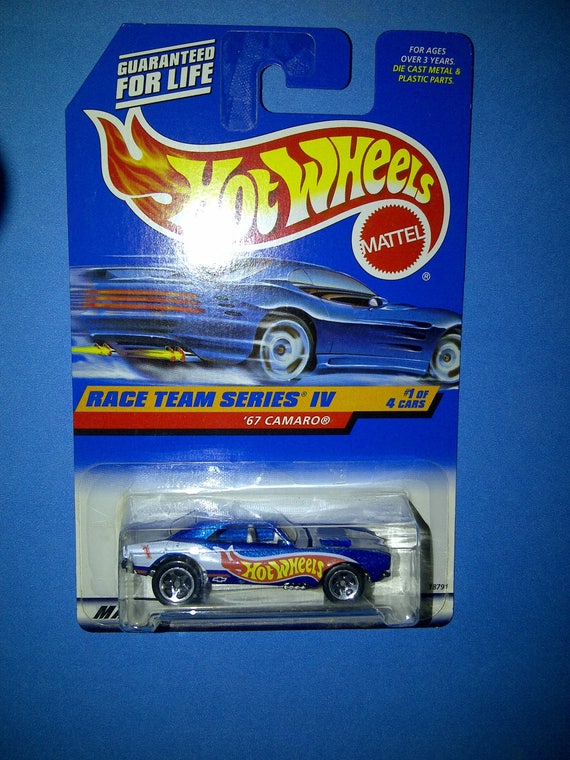 GUARANTEED
FOR LIFE
FOR AGES
OVER 3 YEARS.
DIE CAST METAL &
PLASTIC PARTS.
HOT WHEELS
MATTEL
®
RACE TEAM SERIES® IV
#1 OF
4 CARS
'67 CAMARO®
1
HOT WHEELS
18791